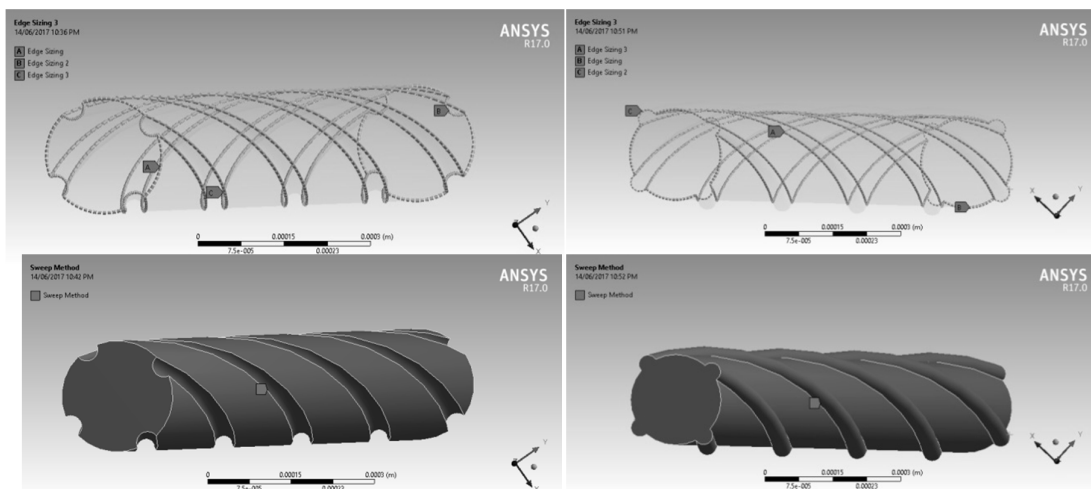 Edge Sizing 3
14/06/2017 10:36 PM
A Edge Sizing
B Edge Sizing 2
C Edge Sizing 3
ANSYS
R17.0
B
A
C
Y
X
0 0.00015 0.0003 (m)
7.5e-005 0.00023
Edge Sizing 3
14/06/2017 10:51 PM
A Edge Sizing 3
B Edge Sizing
C Edge Sizing 2
ANSYS
R17.0
C
A
B
X Y
0 0.00015 0.0003 (m)
7.5e-005 0.00023
Sweep Method
14/06/2017 10:42 PM
Sweep Method
ANSYS
R17.0
Y
0 0.00015 0.0003 (m)
7.5e-005 0.00023
Sweep Method
14/06/2017 10:52 PM
Sweep Method
ANSYS
R17.0
X Y
0 0.00015 0.0003 (m)
7.5e-005 0.00023